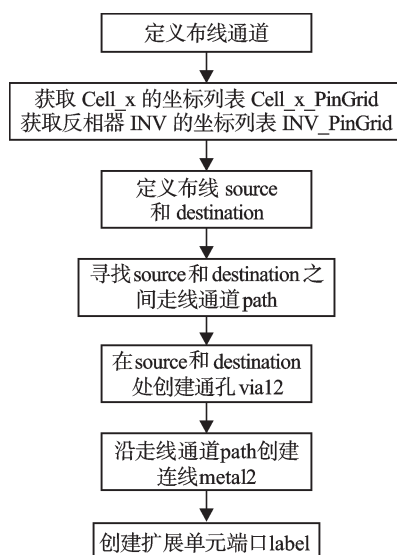 定义布线通道
获取 Cell_x 的坐标列表 Cell_x_PinGrid
获取反相器 INV 的坐标列表 INV_PinGrid
定义布线 source
和 destination
寻找source和destination之
间走线通道path
在source和destination
处创建通孔via12
沿走线通道path创建
连线metal2
创建扩展单元端口label